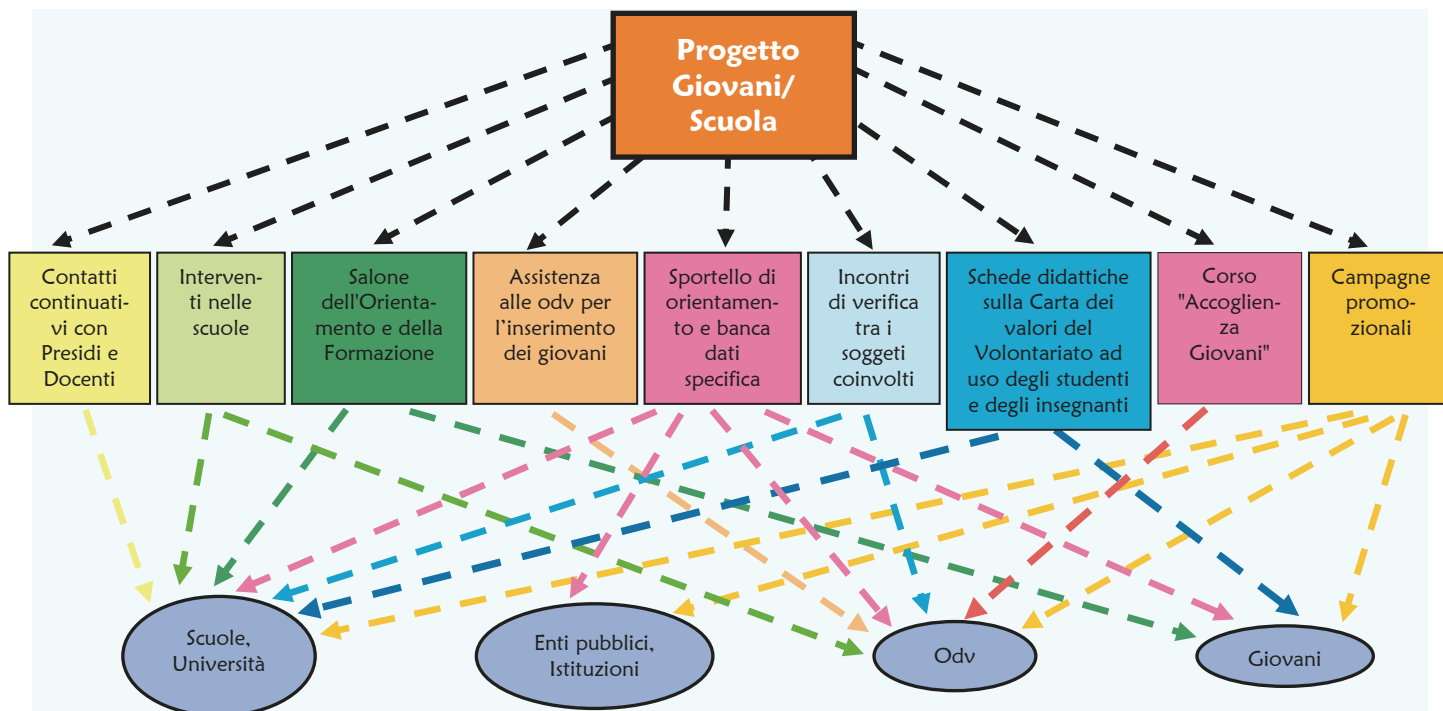 Progetto
Giovani/
Scuola
Contatti
continuati-
vi con
Presidi e
Docenti
Interven-
ti nelle
scuole
Salone
dell'Orienta-
mento e della
Formazione
Assistenza
alle odv per
l’inserimento
dei giovani
Sportello di
orientamen-
to e banca
dati
specifica
Incontri
di verifica
tra i
soggeti
coinvolti
Schede didattiche
sulla Carta dei
valori del
Volontariato ad
uso degli studenti
e degli insegnanti
Corso
"Accoglien-
za
Giovani"
Campagne
promo-
zionali
Scuole,
Università
Enti pubblici,
Istituzioni
Odv
Giovani